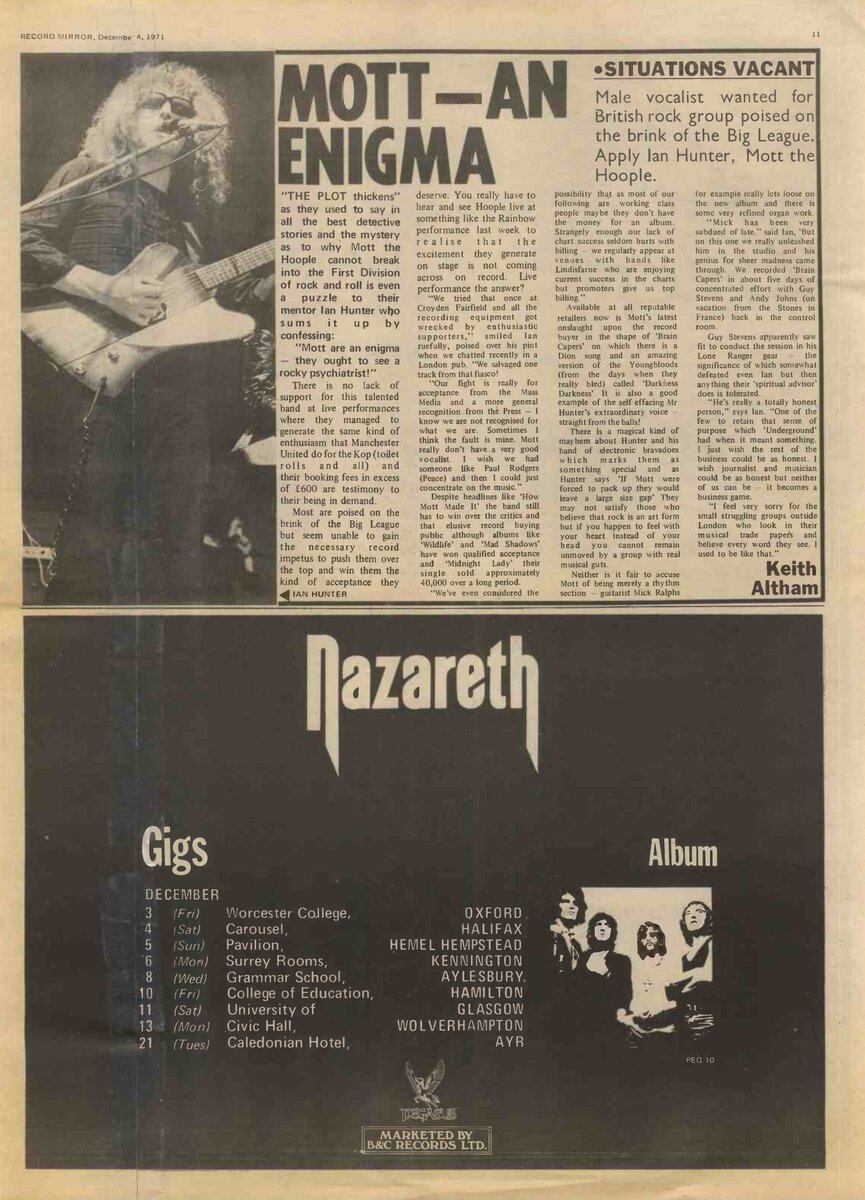 RECORD MIRROR, December 4, 1971
11
MOTT—AN
ENIGMA
•SITUATIONS VACANT
Male vocalist wanted for
British rock group poised on
the brink of the Big League.
Apply Ian Hunter, Mott the
Hoople.
"THE PLOT thickens"
as they used to say in
all the best detective
stories and the mystery
as to why Mott the
Hoople cannot break
into the First Division
of rock and roll is even
a puzzle to their
mentor Ian Hunter who
sums it up by
confessing:
"Mott are an enigma
— they ought to see a
rocky psychiatrist!"
There is no lack of
support for this talented
band at live performances
where they managed to
generate the same kind of
enthusiasm that Manchester
United do for the Kop (toilet
rolls and all) and
their booking fees in excess
of £600 are testimony to
their being in demand.
Most are poised on the
brink of the Big League
but seem unable to gain
the necessary record
impetus to push them over
the top and win them the
kind of acceptance they
◀ IAN HUNTER
deserve. You really have to
hear and see Hoople live at
something like the Rainbow
performance last week to
realise that the
excitement they generate
on stage is not coming
across on record. Live
performance the answer?
"We tried that once at
Croyden Fairfield and all the
recording equipment got
wrecked by enthusiastic
supporters," smiled Ian
ruefully, poised over his pint
when we chatted recently in a
London pub. "We salvaged one
track from that fiasco!
"Our fight is really for
acceptance from the Mass
Media and a more general
recognition from the Press — I
know we are not recognised for
what we are. Sometimes I
think the fault is mine. Mott
really don't have a very good
vocalist. I wish we had
someone like Paul Rodgers
(Peace) and then I could just
concentrate on the music."
Despite headlines like 'How
Mott Made It' the band still
has to win over the critics and
that elusive record buying
public although albums like
'Wildlife' and 'Mad Shadows'
have won qualified acceptance
and 'Midnight Lady' their
single sold approximately
40,000 over a long period.
"We've even considered the
possibility that as most of our
following are working class
people maybe they don't have
the money for an album.
Strangely enough our lack of
chart success seldom hurts with
billing — we regularly appear at
venues with bands like
Lindisfarne who are enjoying
current success in the charts
but promoters give us top
billing."
Available at all reputable
retailers now is Mott's latest
onslaught upon the record
buyer in the shape of 'Brain
Capers' on which there is a
Dion song and an amazing
version of the Youngbloods
(from the days when they
really bled) called 'Darkness
Darkness' It is also a good
example of the self effacing Mr
Hunter's extraordinary voice —
straight from the balls!
There is a magical kind of
mayhem about Hunter and his
band of electronic bravadoes
which marks them as
something special and as
Hunter says 'If Mott were
forced to pack up they would
leave a large size gap' They
may not satisfy those who
believe that rock is an art form
but if you happen to feel with
your heart instead of your
head you cannot remain
unmoved by a group with real
musical guts.
Neither is it fair to accuse
Mott of being merely a rhythm
section — guitarist Mick Ralphs
for example really lets loose on
the new album and there is
some very refined organ work.
"Mick has been very
subdued of late," said Ian, 'But
on this one we really unleashed
him in the studio and his
genius for sheer madness came
through. We recorded 'Brain
Capers' in about five days of
concentrated effort with Guy
Stevens and Andy Johns (on
vacation from the Stones in
France) back in the control
room.
Guy Stevens apparently saw
fit to conduct the session in his
Lone Ranger gear — the
significance of which somewhat
defeated even Ian but then
anything their 'spiritual advisor'
does is tolerated.
"He's really a totally honest
person," says Ian. "One of the
few to retain that sense of
purpose which 'Underground'
had when it meant something.
I just wish the rest of the
business could be as honest. I
wish journalist and musician
could be as honest but neither
of us can be — it becomes a
business game.
"I feel very sorry for the
small struggling groups outside
London who look in their
musical trade papers and
believe every word they see. I
used to be like that."
Keith
Altham
Nazareth
Gigs
DECEMBER
3 (Fri) Worcester College, OXFORD
4 (Sat) Carousel, HALIFAX
5 (Sun) Pavilion, HEMEL HEMPSTEAD
6 (Mon) Surrey Rooms, KENNINGTON
8 (Wed) Grammar School, AYLESBURY
10 (Fri) College of Education, HAMILTON
11 (Sat) University of GLASGOW
13 (Mon) Civic Hall, WOLVERHAMPTON
21 (Tues) Caledonian Hotel, AYR
Album
PEG 10
PEGASUS
MARKETED BY
B&C RECORDS LTD.